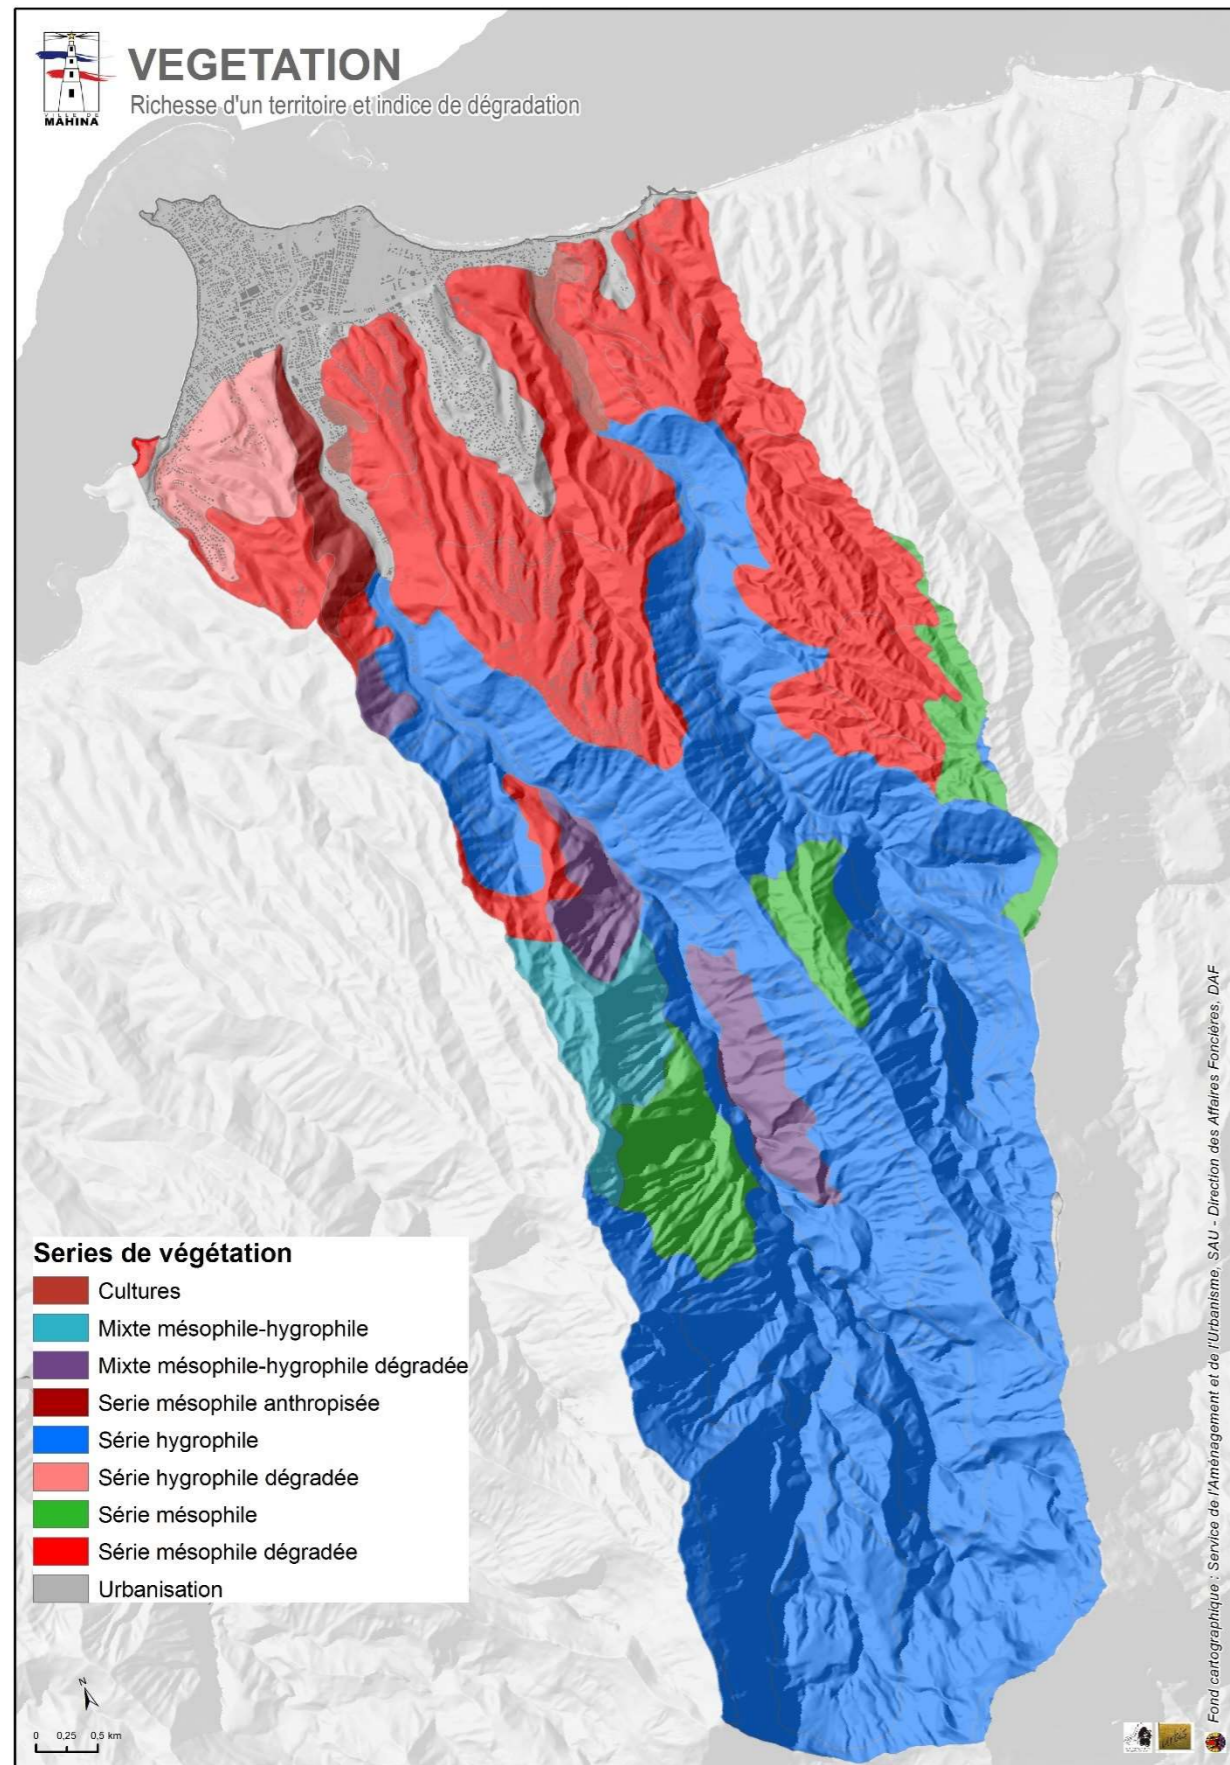 VILLE DE
MAHINA
VEGETATION
Richesse d'un territoire et indice de dégradation
Series de végétation
Cultures
Mixte mésophile-hygrophile
Mixte mésophile-hygrophile dégradée
Serie mésophile anthropisée
Série hygrophile
Série hygrophile dégradée
Série mésophile
Série mésophile dégradée
Urbanisation
N
0 0,25 0,5 km
Fond cartographique : Service de l'Aménagement et de l'Urbanisme, SAU - Direction des Affaires Foncières, DAF